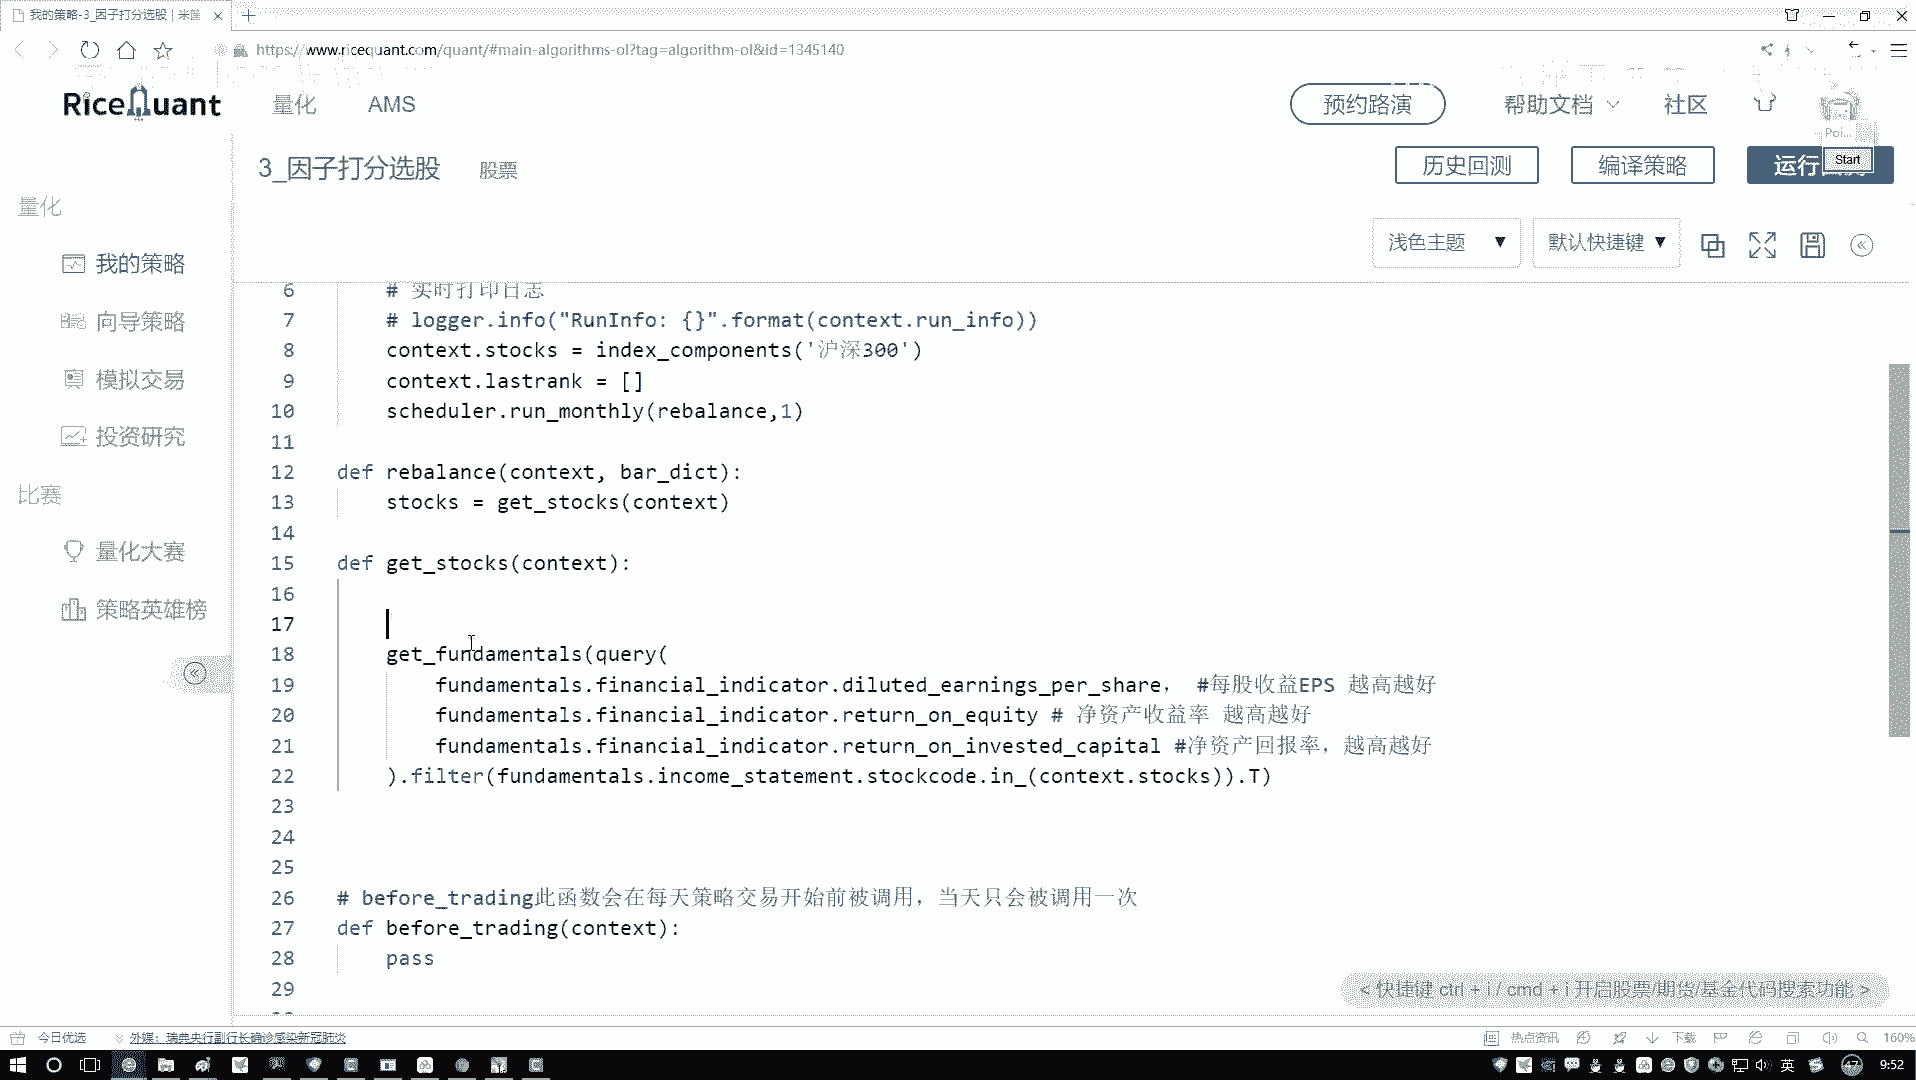 我的策略-3_因子打分选股 | 米筐
https://www.ricequant.com/quant/#main-algorithms-ol?tag=algorithm-ol&id=1345140
RiceQuant
量化
AMS
预约路演
帮助文档
社区
Poi...
3_因子打分选股
股票
历史回测
编译策略
运行
Start
量化
我的策略
向导策略
模拟交易
投资研究
比赛
量化大赛
策略英雄榜
浅色主题
默认快捷键
6 # 实时打印日志
7 # logger.info("RunInfo: {}".format(context.run_info))
8 context.stocks = index_components('沪深300')
9 context.lastrank = []
10 scheduler.run_monthly(rebalance,1)
11
12 def rebalance(context, bar_dict):
13 stocks = get_stocks(context)
14
15 def get_stocks(context):
16
17
18 get_fundamentals(query(
19 fundamentals.financial_indicator.diluted_earnings_per_share， #每股收益EPS 越高越好
20 fundamentals.financial_indicator.return_on_equity # 净资产收益率 越高越好
21 fundamentals.financial_indicator.return_on_invested_capital #净资产回报率，越高越好
22 ).filter(fundamentals.income_statement.stockcode.in_(context.stocks)).T)
23
24
25
26 # before_trading此函数会在每天策略交易开始前被调用，当天只会被调用一次
27 def before_trading(context):
28 pass
29
< 快捷键 ctrl + i / cmd + i 开启股票/期货/基金代码搜索功能 >
今日优选
外媒：瑞典央行副行长确诊感染新冠肺炎
热点资讯
下载
160%
英
47
9:52